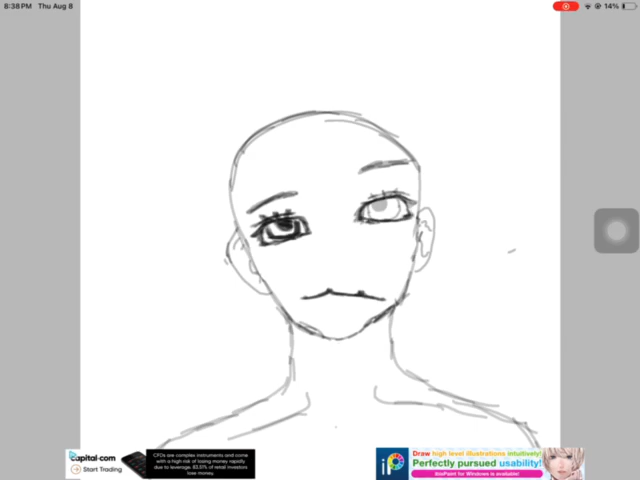 8:38 PM Thu Aug 8
14%
capital·com
Start Trading
CFDs are complex instruments and come
with a high risk of losing money rapidly
due to leverage. 83.51% of retail investors
lose money
Draw high level illustrations intuitively!
Perfectly pursued usability!
ibisPaint for Windows is available!
iP